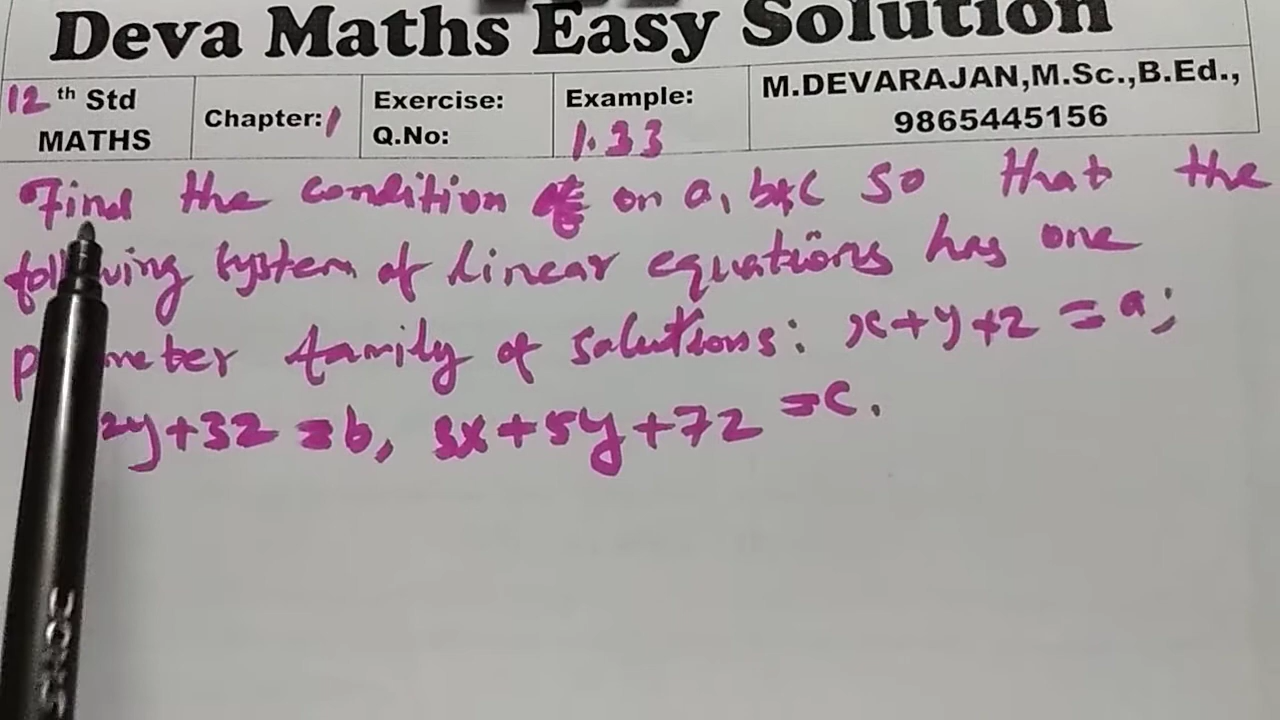 Deva Maths Easy Solution
12 th Std MATHS
Chapter: 1
Exercise:
Q.No:
Example: 1.33
M.DEVARAJAN,M.Sc.,B.Ed.,
9865445156
Find the condition on a, b & c so that the
system of linear equations has one
family of solutions: x+y+z = a;
2y+3z = b, 3x+5y+7z = c.